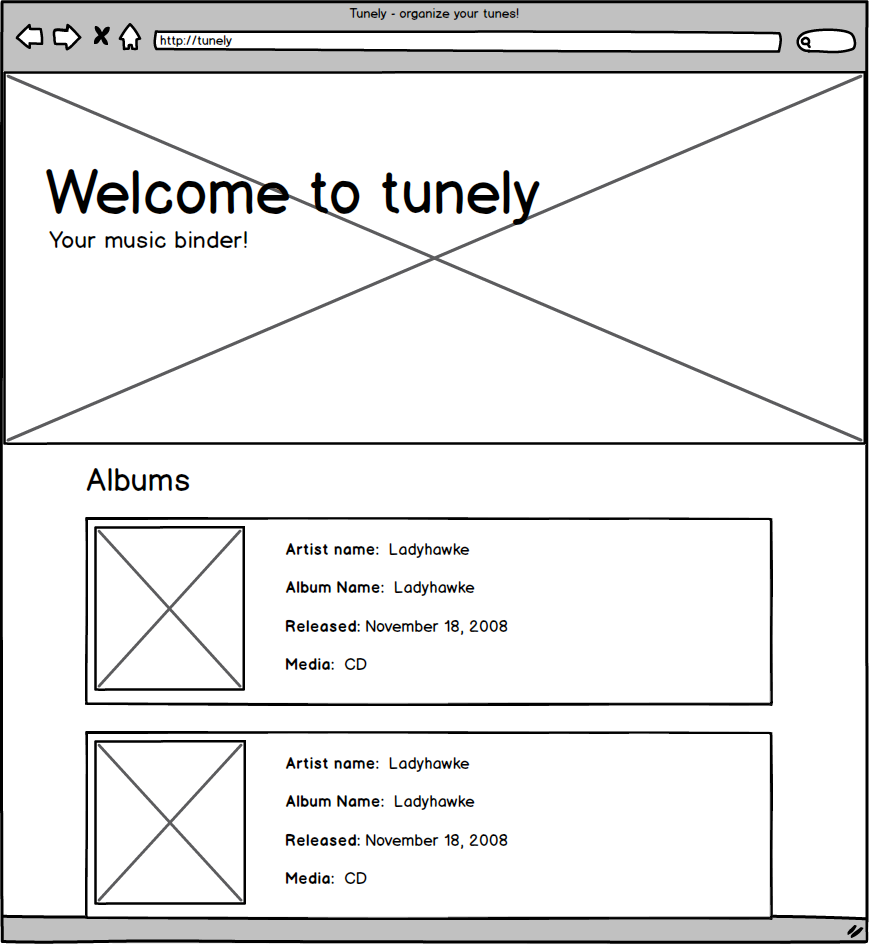 Tunely - organize your tunes!
http://tunely
Welcome to tunely
Your music binder!
Albums
Artist name: Ladyhawke
Album Name: Ladyhawke
Released: November 18, 2008
Media: CD
Artist name: Ladyhawke
Album Name: Ladyhawke
Released: November 18, 2008
Media: CD